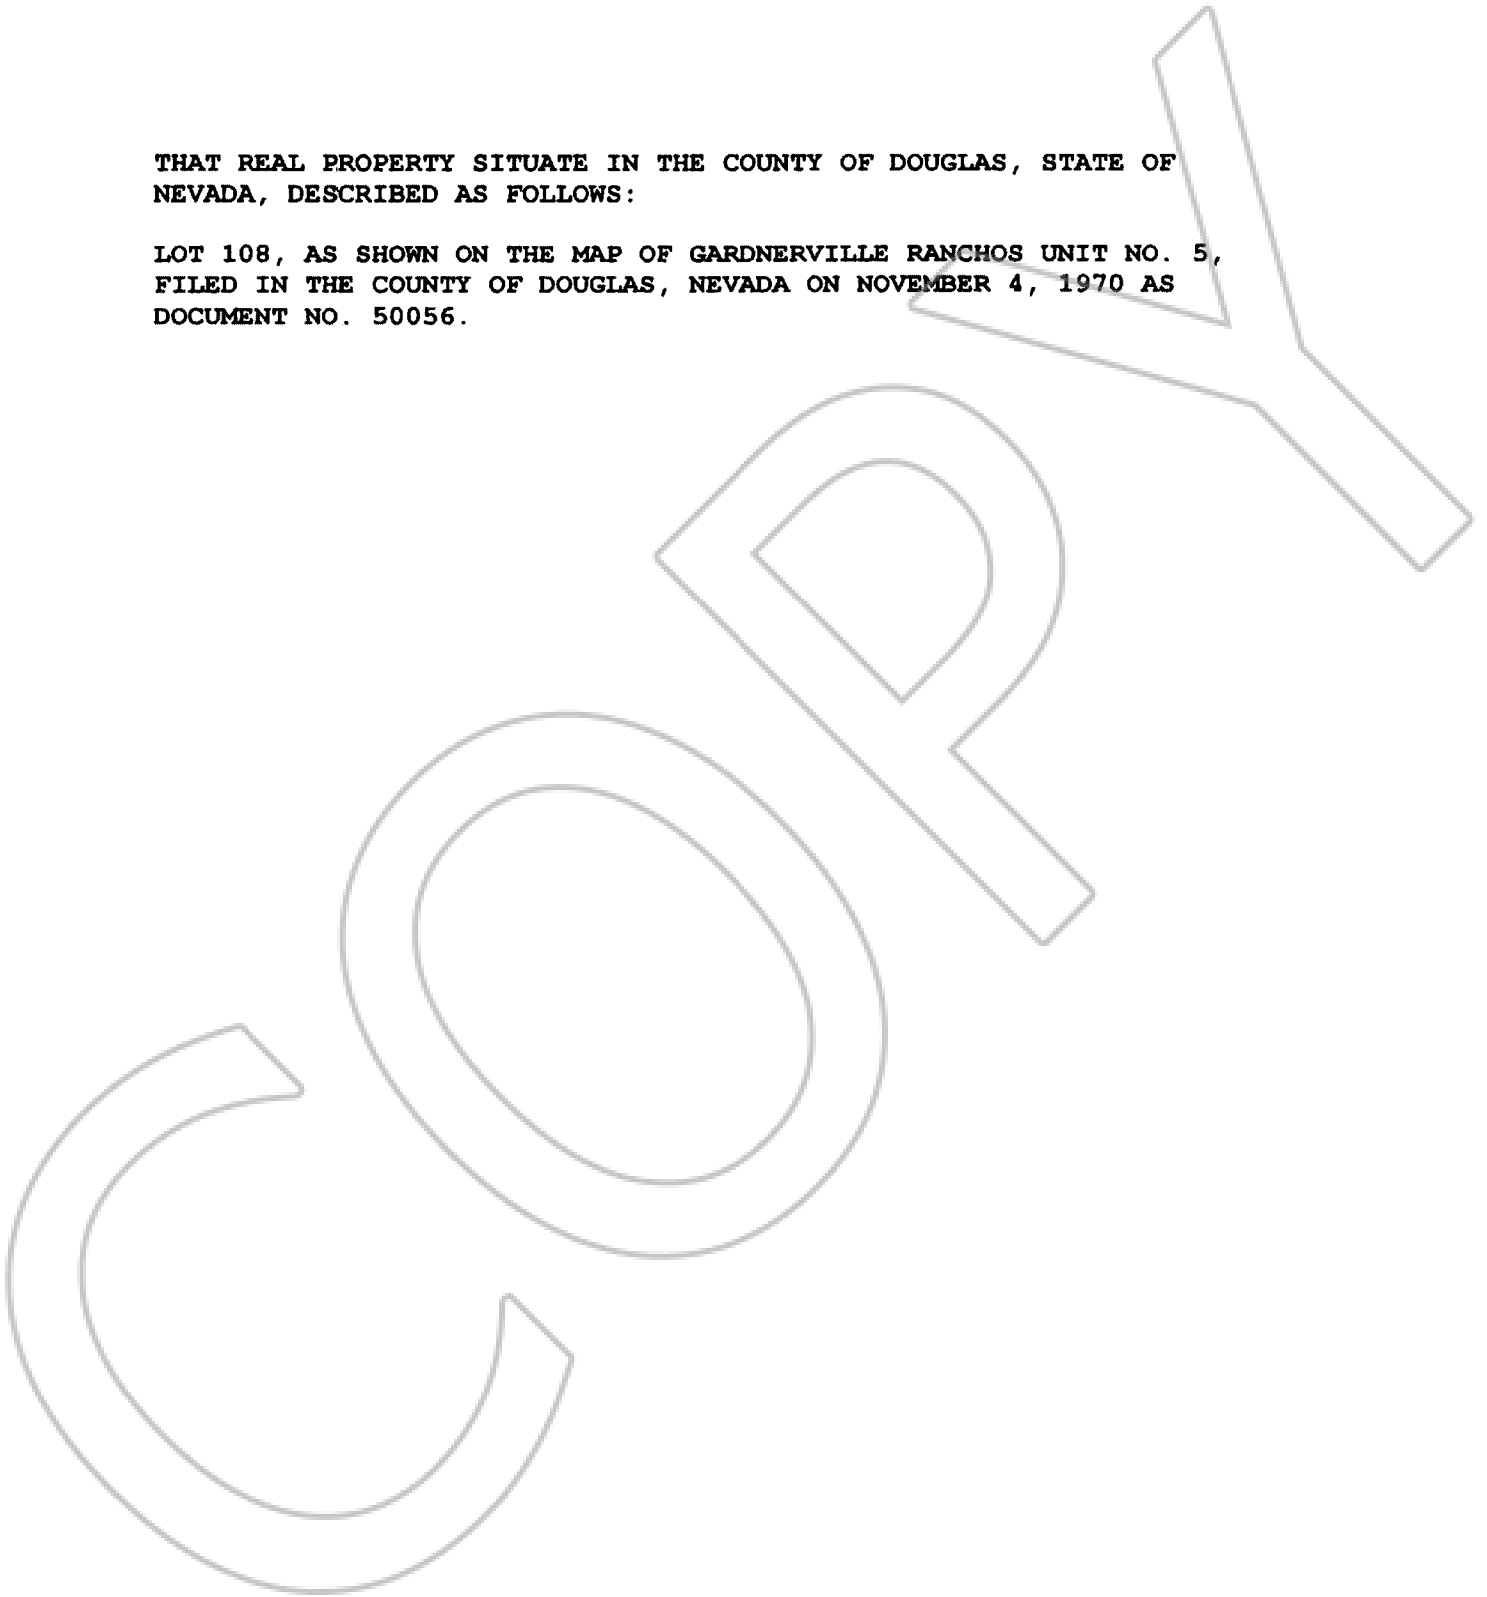 THAT REAL PROPERTY SITUATE IN THE COUNTY OF DOUGLAS, STATE OF
NEVADA, DESCRIBED AS FOLLOWS:
LOT 108, AS SHOWN ON THE MAP OF GARDNERVILLE RANCHOS UNIT NO. 5,
FILED IN THE COUNTY OF DOUGLAS, NEVADA ON NOVEMBER 4, 1970 AS
DOCUMENT NO. 50056.
COPY